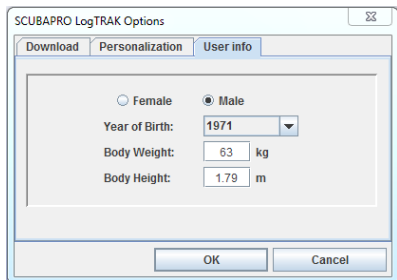 SCUBAPRO LogTRAK Options
Download Personalization User info
Female Male
Year of Birth: 1971
Body Weight: 63 kg
Body Height: 1.79 m
OK Cancel